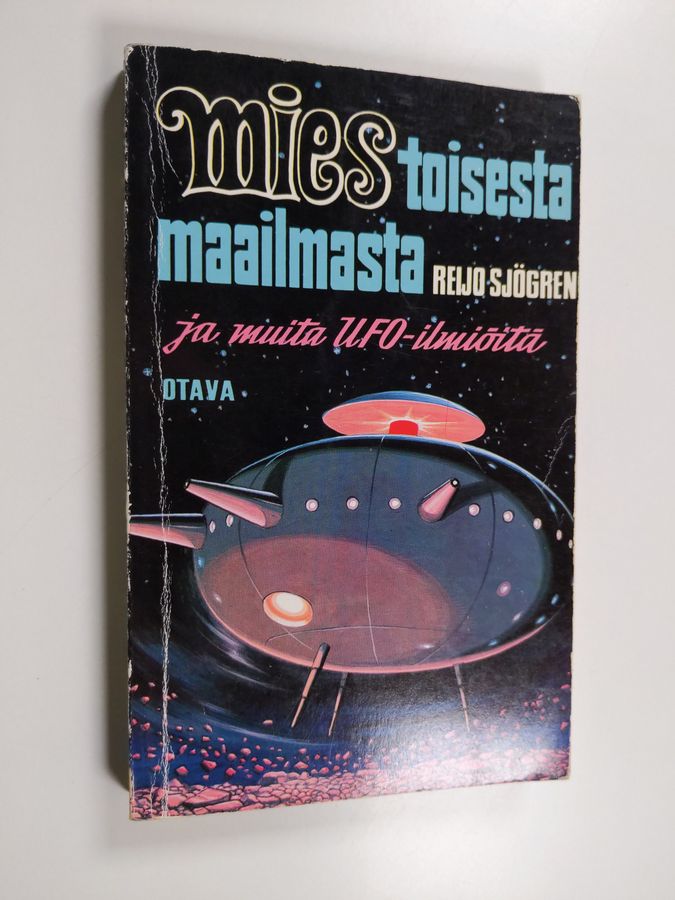 mies toisesta
maailmasta REIJO SJÖGREN
ja muita UFO-ilmiöitä
OTAVA